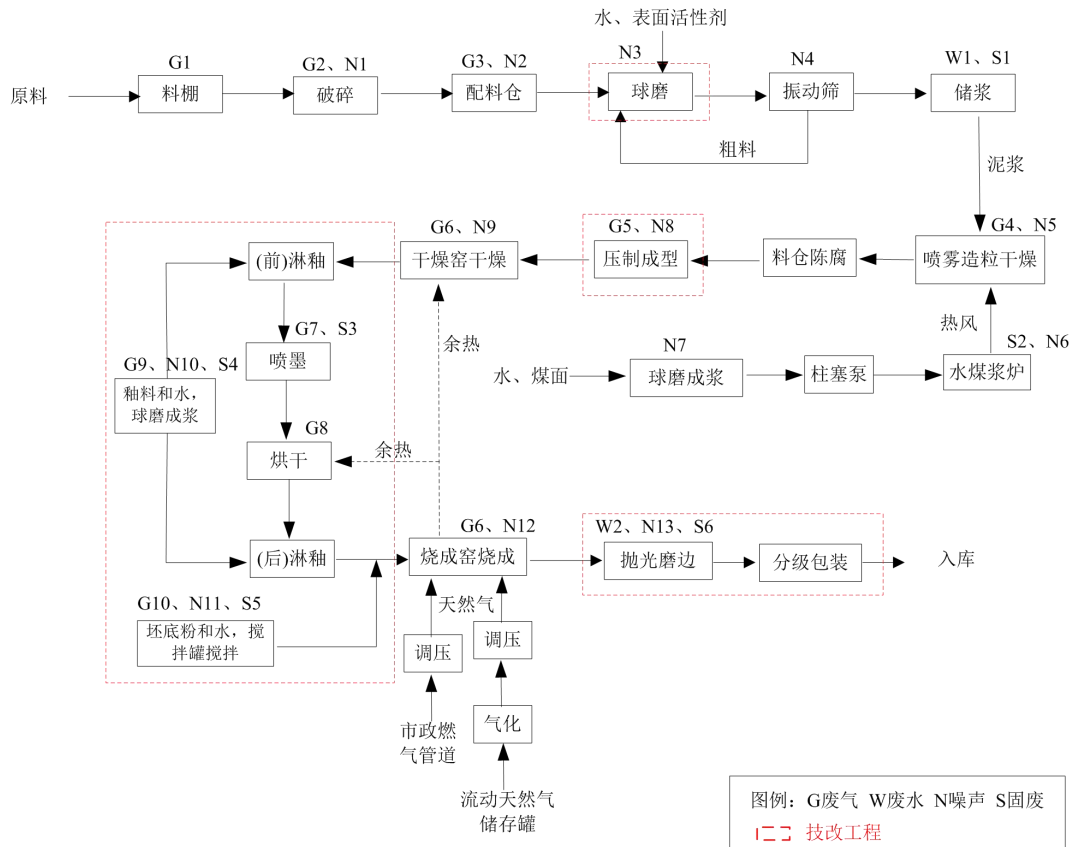 水、表面活性剂
G1
G2、N1
G3、N2
N3
N4
W1、S1
原料
料棚
破碎
配料仓
球磨
振动筛
储浆
粗料
泥浆
G6、N9
G5、N8
G4、N5
(前)淋釉
干燥窑干燥
压制成型
料仓陈腐
喷雾造粒干燥
热风
G7、S3
余热
喷墨
N7
S2、N6
G9、N10、S4
釉料和水,
球磨成浆
水、煤面
球磨成浆
柱塞泵
水煤浆炉
G8
烘干
余热
G6、N12
W2、N13、S6
(后)淋釉
烧成窑烧成
抛光磨边
分级包装
入库
G10、N11、S5
天然气
坯底粉和水，搅
拌罐搅拌
调压
调压
市政燃
气管道
气化
流动天然气
储存罐
图例：G废气 W废水 N噪声 S固废
技改工程